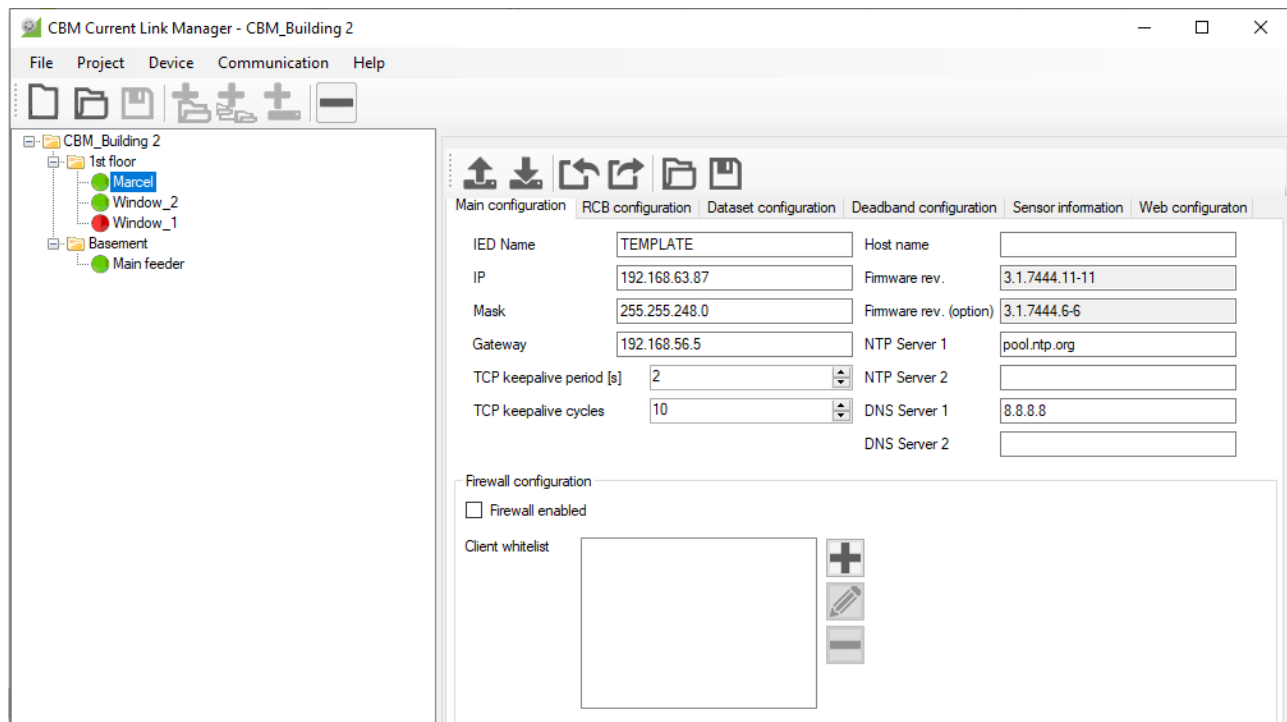 CBM Current Link Manager - CBM_Building 2
File Project Device Communication Help
CBM_Building 2
1st floor
Marcel
Window_2
Window_1
Basement
Main feeder
Main configuration RCB configuration Dataset configuration Deadband configuration Sensor information Web configuraton
IED Name TEMPLATE Host name
IP 192.168.63.87 Firmware rev. 3.1.7444.11-11
Mask 255.255.248.0 Firmware rev. (option) 3.1.7444.6-6
Gateway 192.168.56.5 NTP Server 1 pool.ntp.org
TCP keepalive period [s] 2 NTP Server 2
TCP keepalive cycles 10 DNS Server 1 8.8.8.8
DNS Server 2
Firewall configuration
Firewall enabled
Client whitelist